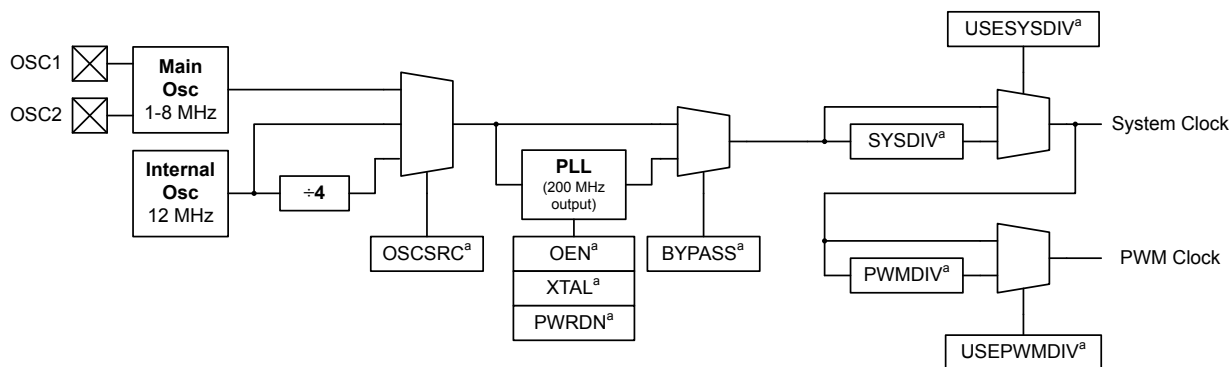 USESYSDIVᵃ
OSC1
OSC2
Main
Osc
1-8 MHz
Internal
Osc
12 MHz
÷4
OSCSRCᵃ
PLL
(200 MHz
output)
OENᵃ
XTALᵃ
PWRDNᵃ
BYPASSᵃ
SYSDIVᵃ
System Clock
PWMDIVᵃ
PWM Clock
USEPWMDIVᵃ